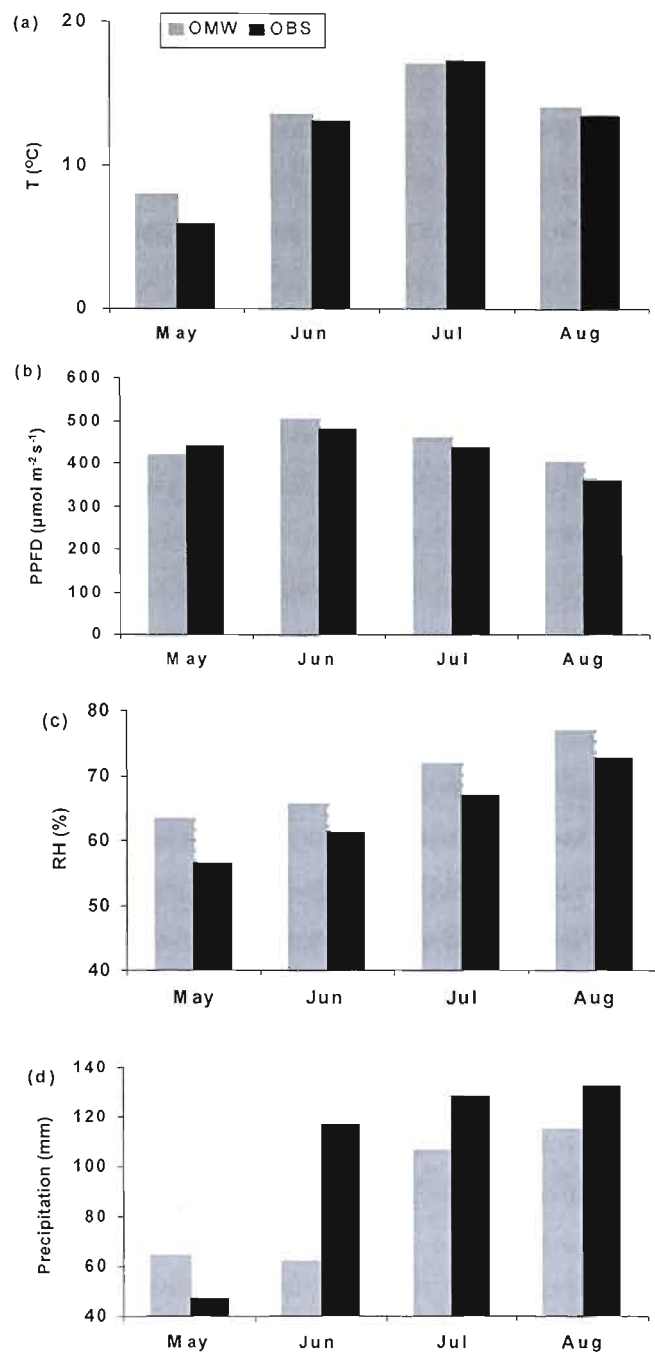 (a)
OMW OBS
20
10
0
T (°C)
May Jun Jul Aug
(b)
600
500
400
300
200
100
0
PPFD (µmol m⁻² s⁻¹)
May Jun Jul Aug
(c)
80
70
60
50
40
RH (%)
May Jun Jul Aug
(d)
140
120
100
80
60
40
Precipitation (mm)
May Jun Jul Aug